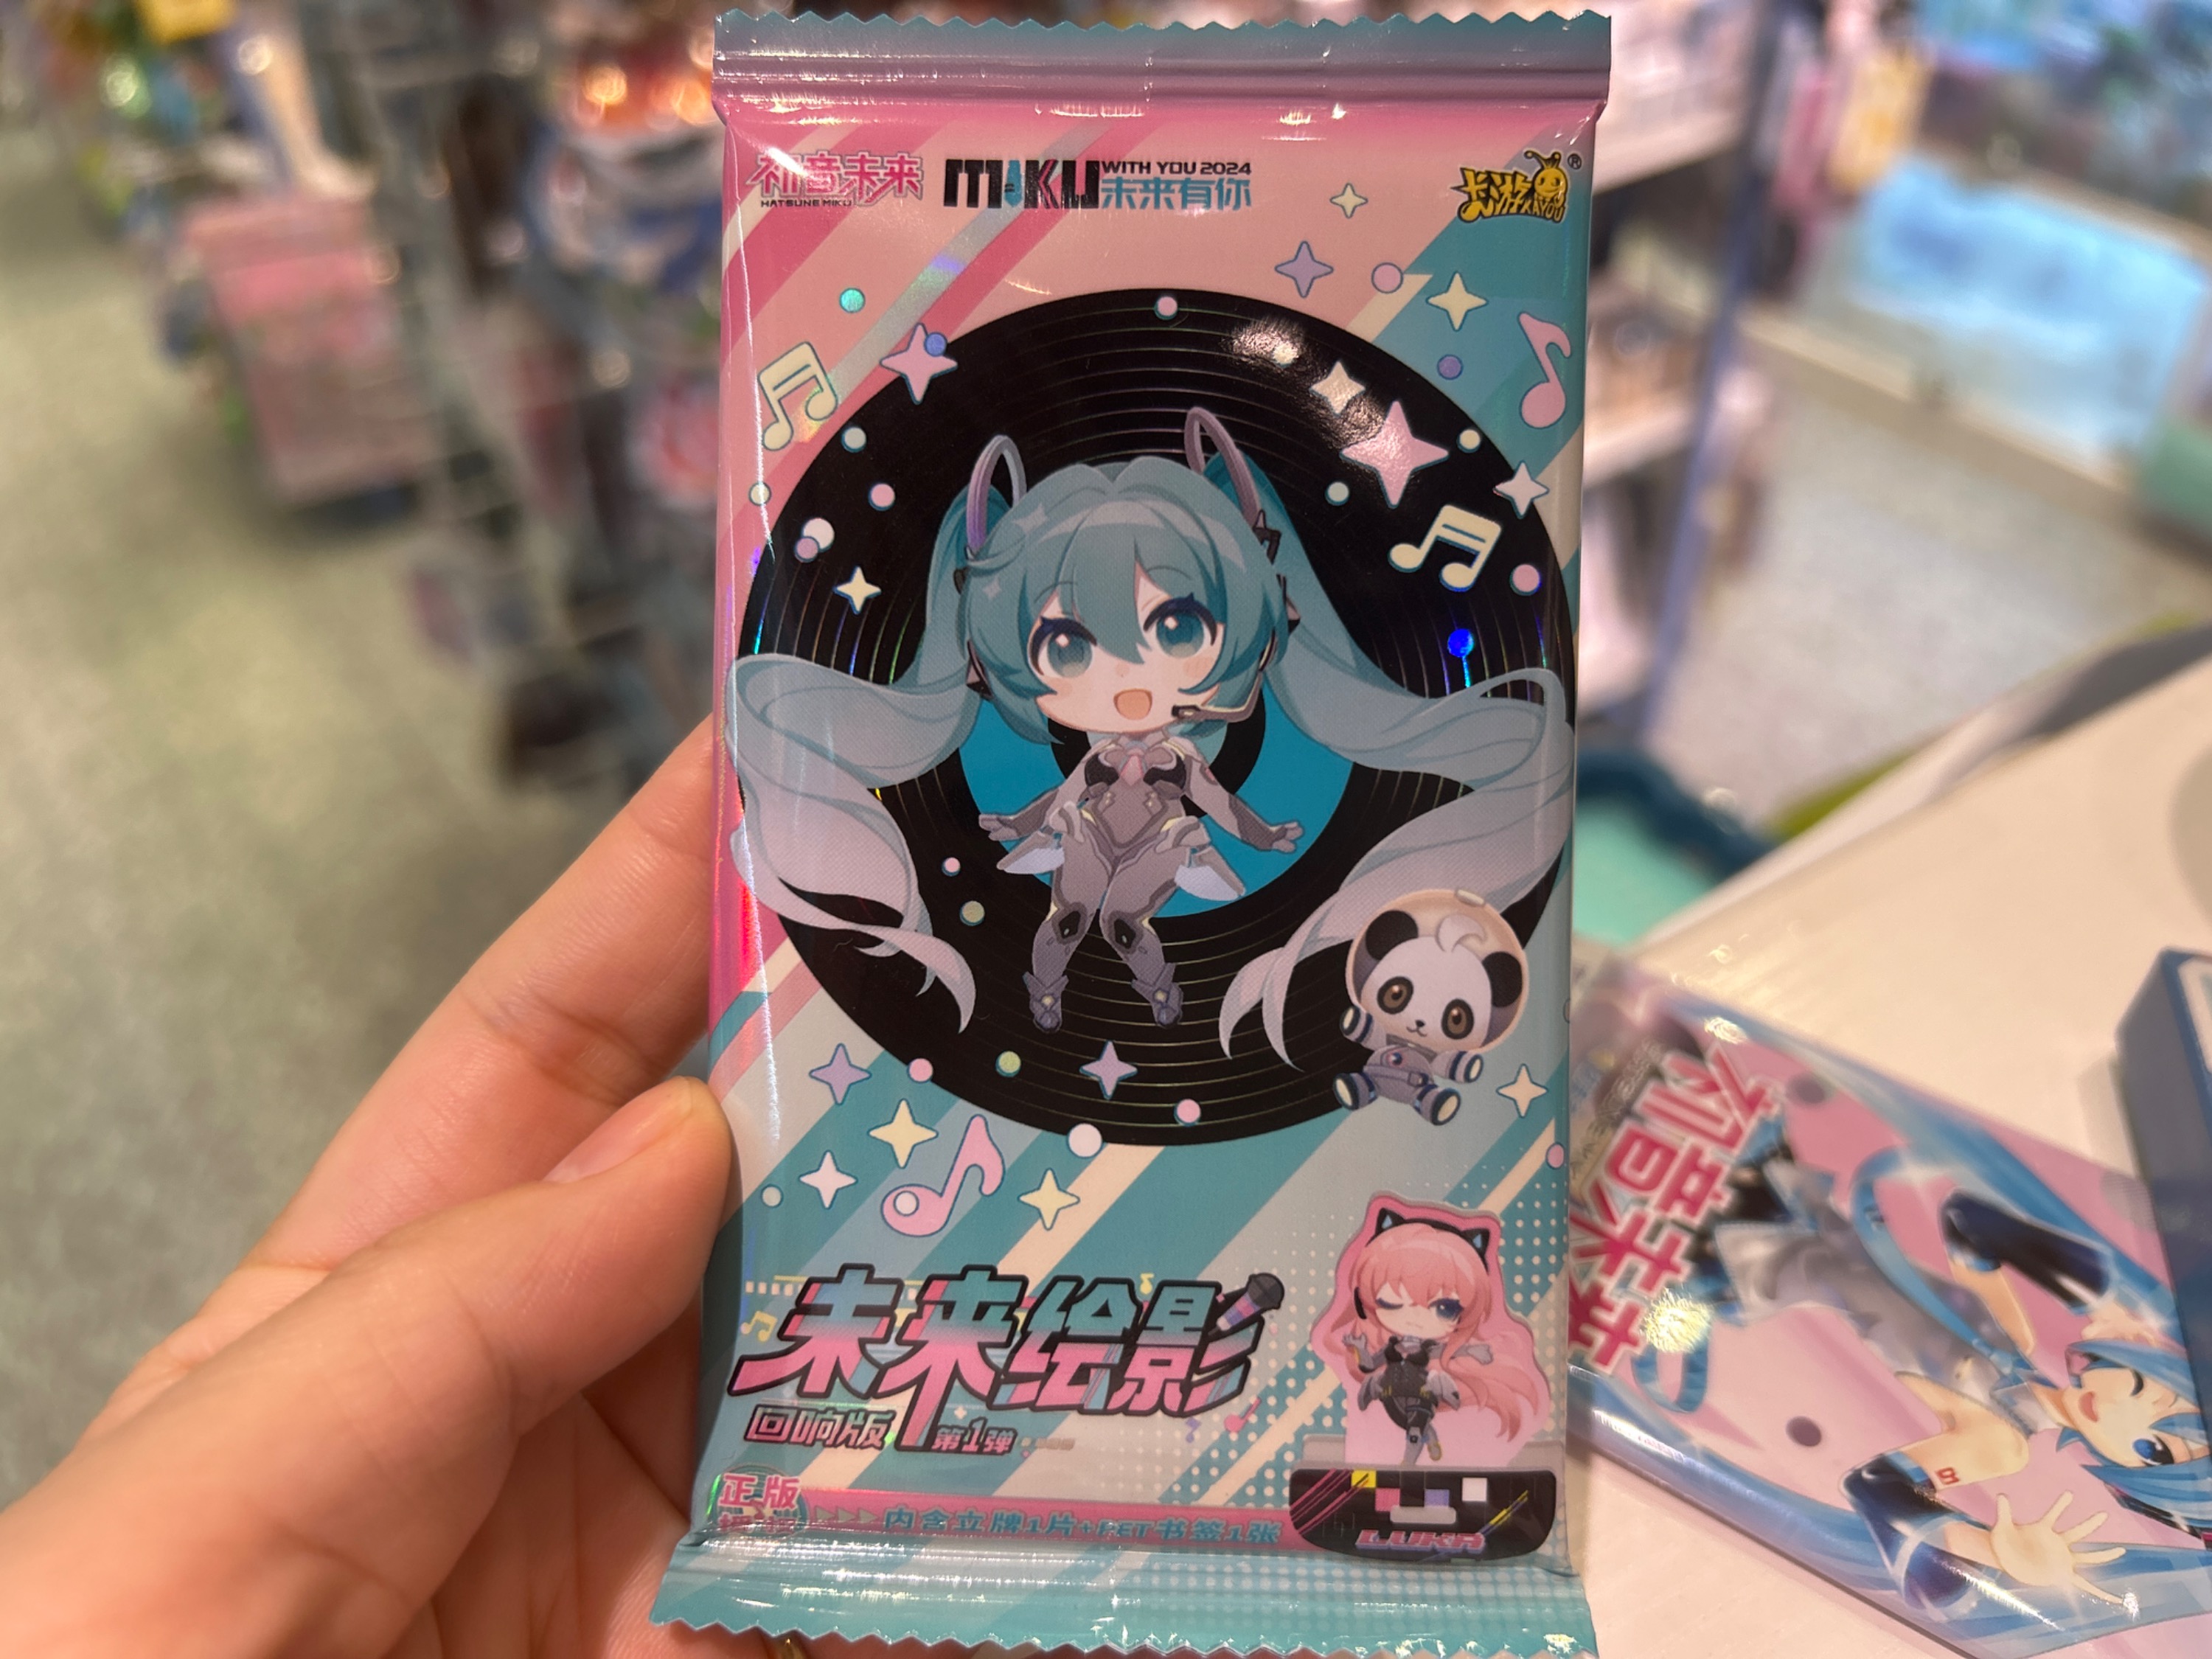 初音未来
HATSUNE MIKU
MIKU WITH YOU 2024
未来有你
卡游 KAYOU ®
未来绘影
回响版 第1弹
正版
内含立牌1片+PET书签1张
LUKA
初音未来